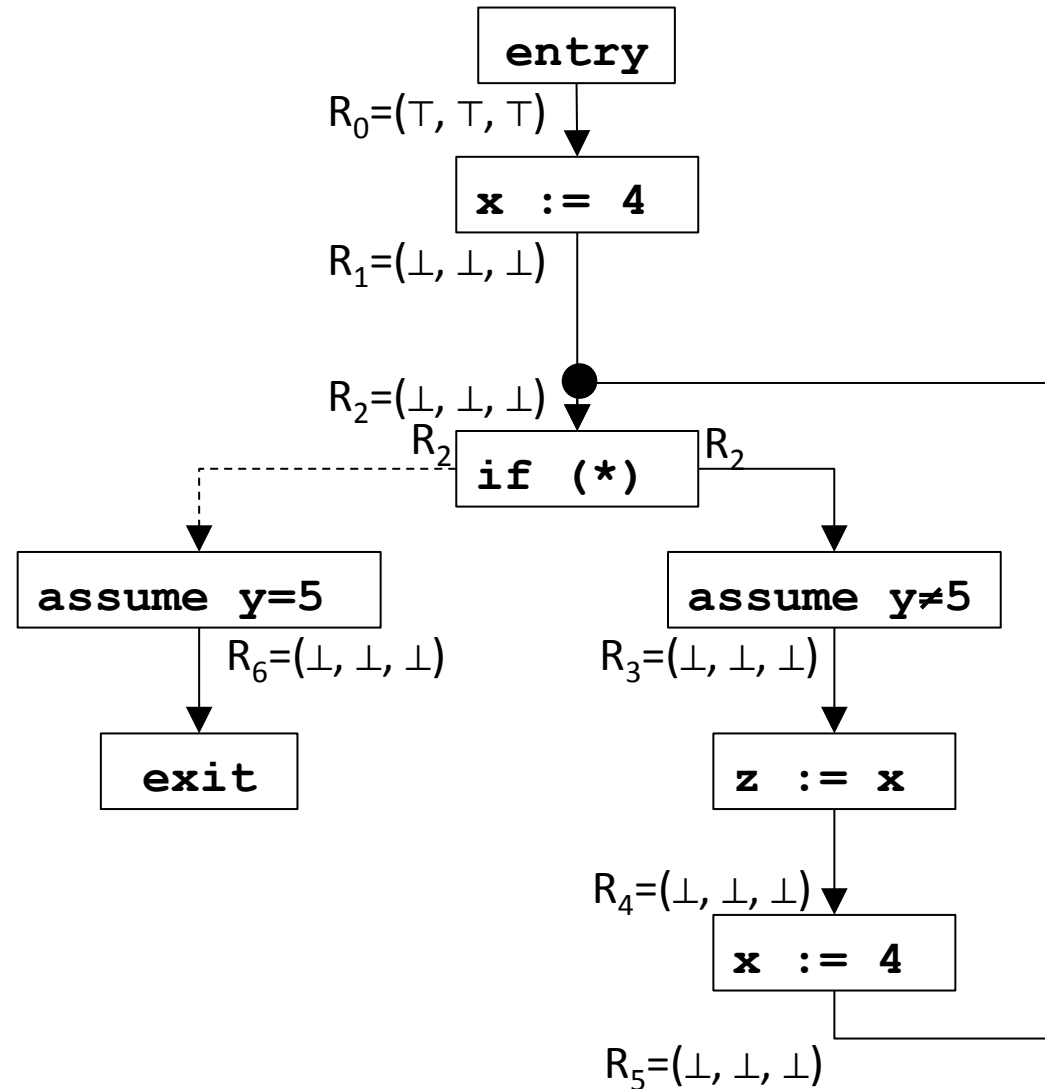 entry
R₀=(⊤, ⊤, ⊤)
x := 4
R₁=(⊥, ⊥, ⊥)
R₂=(⊥, ⊥, ⊥)
R₂
if (*)
R₂
assume y=5
assume y≠5
R₆=(⊥, ⊥, ⊥)
R₃=(⊥, ⊥, ⊥)
exit
z := x
R₄=(⊥, ⊥, ⊥)
x := 4
R₅=(⊥, ⊥, ⊥)